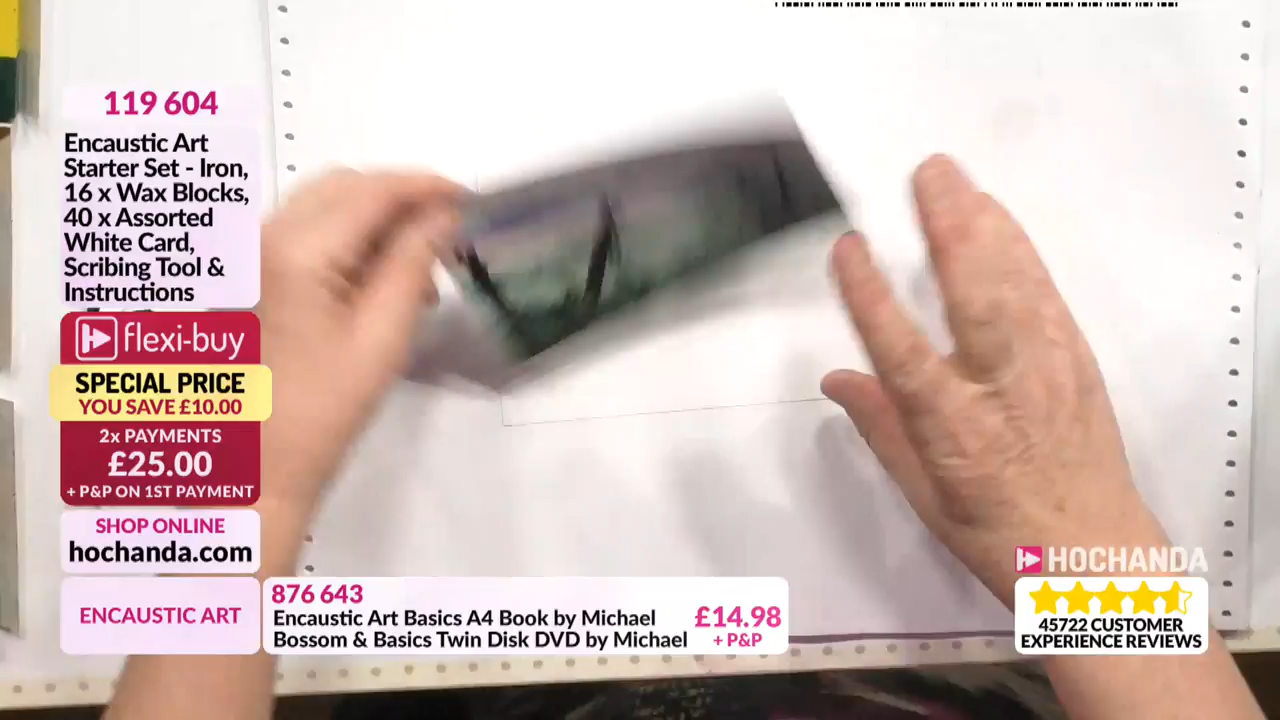 119 604
Encaustic Art
Starter Set - Iron,
16 x Wax Blocks,
40 x Assorted
White Card,
Scribing Tool &
Instructions
flexi-buy
SPECIAL PRICE
YOU SAVE £10.00
2x PAYMENTS
£25.00
+ P&P ON 1ST PAYMENT
SHOP ONLINE
hochanda.com
ENCAUSTIC ART
876 643
Encaustic Art Basics A4 Book by Michael
Bossom & Basics Twin Disk DVD by Michael
£14.98
+ P&P
HOCHANDA
45722 CUSTOMER
EXPERIENCE REVIEWS